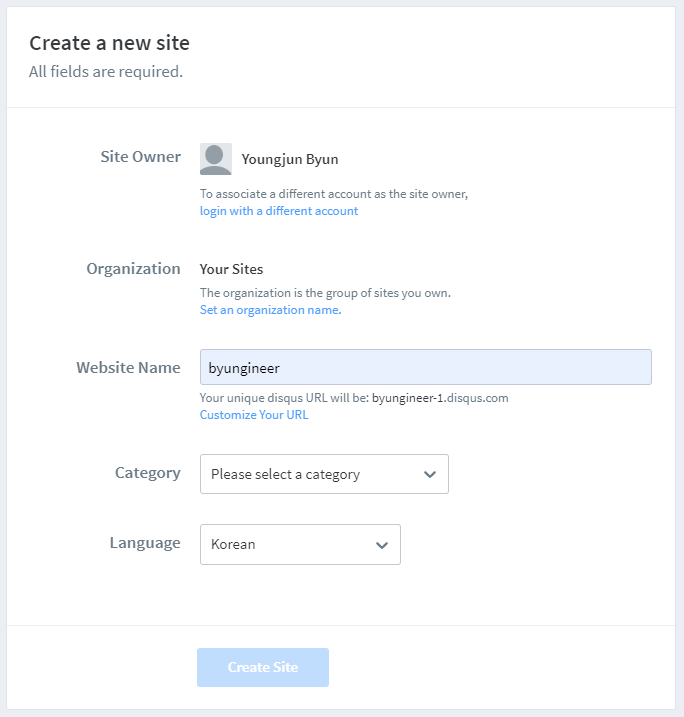 Create a new site
All fields are required.
Site Owner
Youngjun Byun
To associate a different account as the site owner,
login with a different account
Organization
Your Sites
The organization is the group of sites you own.
Set an organization name.
Website Name
byungineer
Your unique disqus URL will be: byungineer-1.disqus.com
Customize Your URL
Category
Please select a category
Language
Korean
Create Site